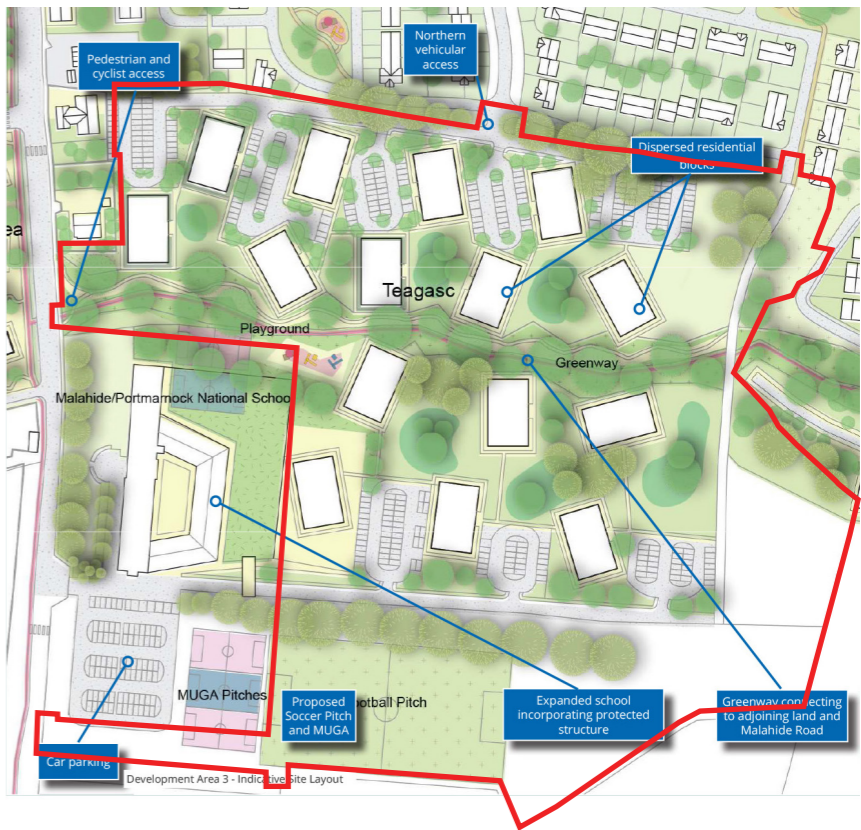 Pedestrian and
cyclist access
Northern
vehicular
access
Dispersed residential
blocks
ea
Teagasc
Playground
Greenway
Malahide/Portmarnock National Schoo
MUGA Pitches
Proposed
Soccer Pitch
and MUGA
ootball Pitch
Expanded school
incorporating protected
structure
Greenway connecting
to adjoining land and
Malahide Road
Car parking
Development Area 3 - Indicative Site Layout